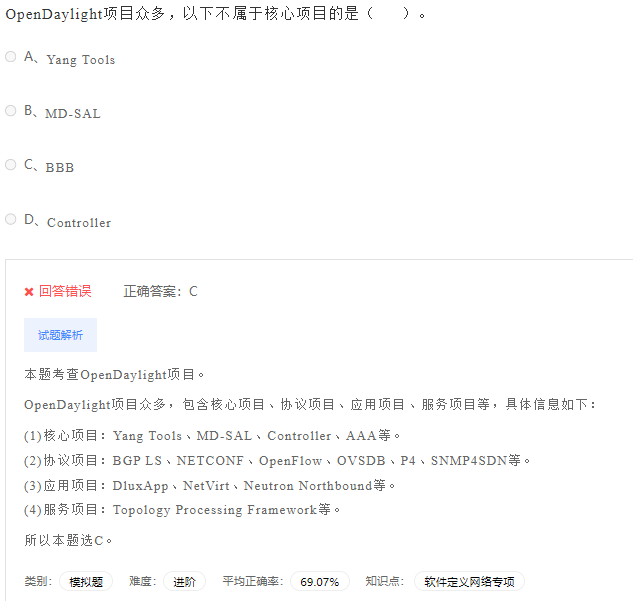 OpenDaylight项目众多，以下不属于核心项目的是（　　）。
A、Yang Tools
B、MD-SAL
C、BBB
D、Controller
✖ 回答错误 正确答案：C
试题解析
本题考查OpenDaylight项目。
OpenDaylight项目众多，包含核心项目、协议项目、应用项目、服务项目等，具体信息如下：
(1)核心项目：Yang Tools、MD-SAL、Controller、AAA等。
(2)协议项目：BGP LS、NETCONF、OpenFlow、OVSDB、P4、SNMP4SDN等。
(3)应用项目：DluxApp、NetVirt、Neutron Northbound等。
(4)服务项目：Topology Processing Framework等。
所以本题选C。
类别： 模拟题 难度： 进阶 平均正确率： 69.07% 知识点： 软件定义网络专项